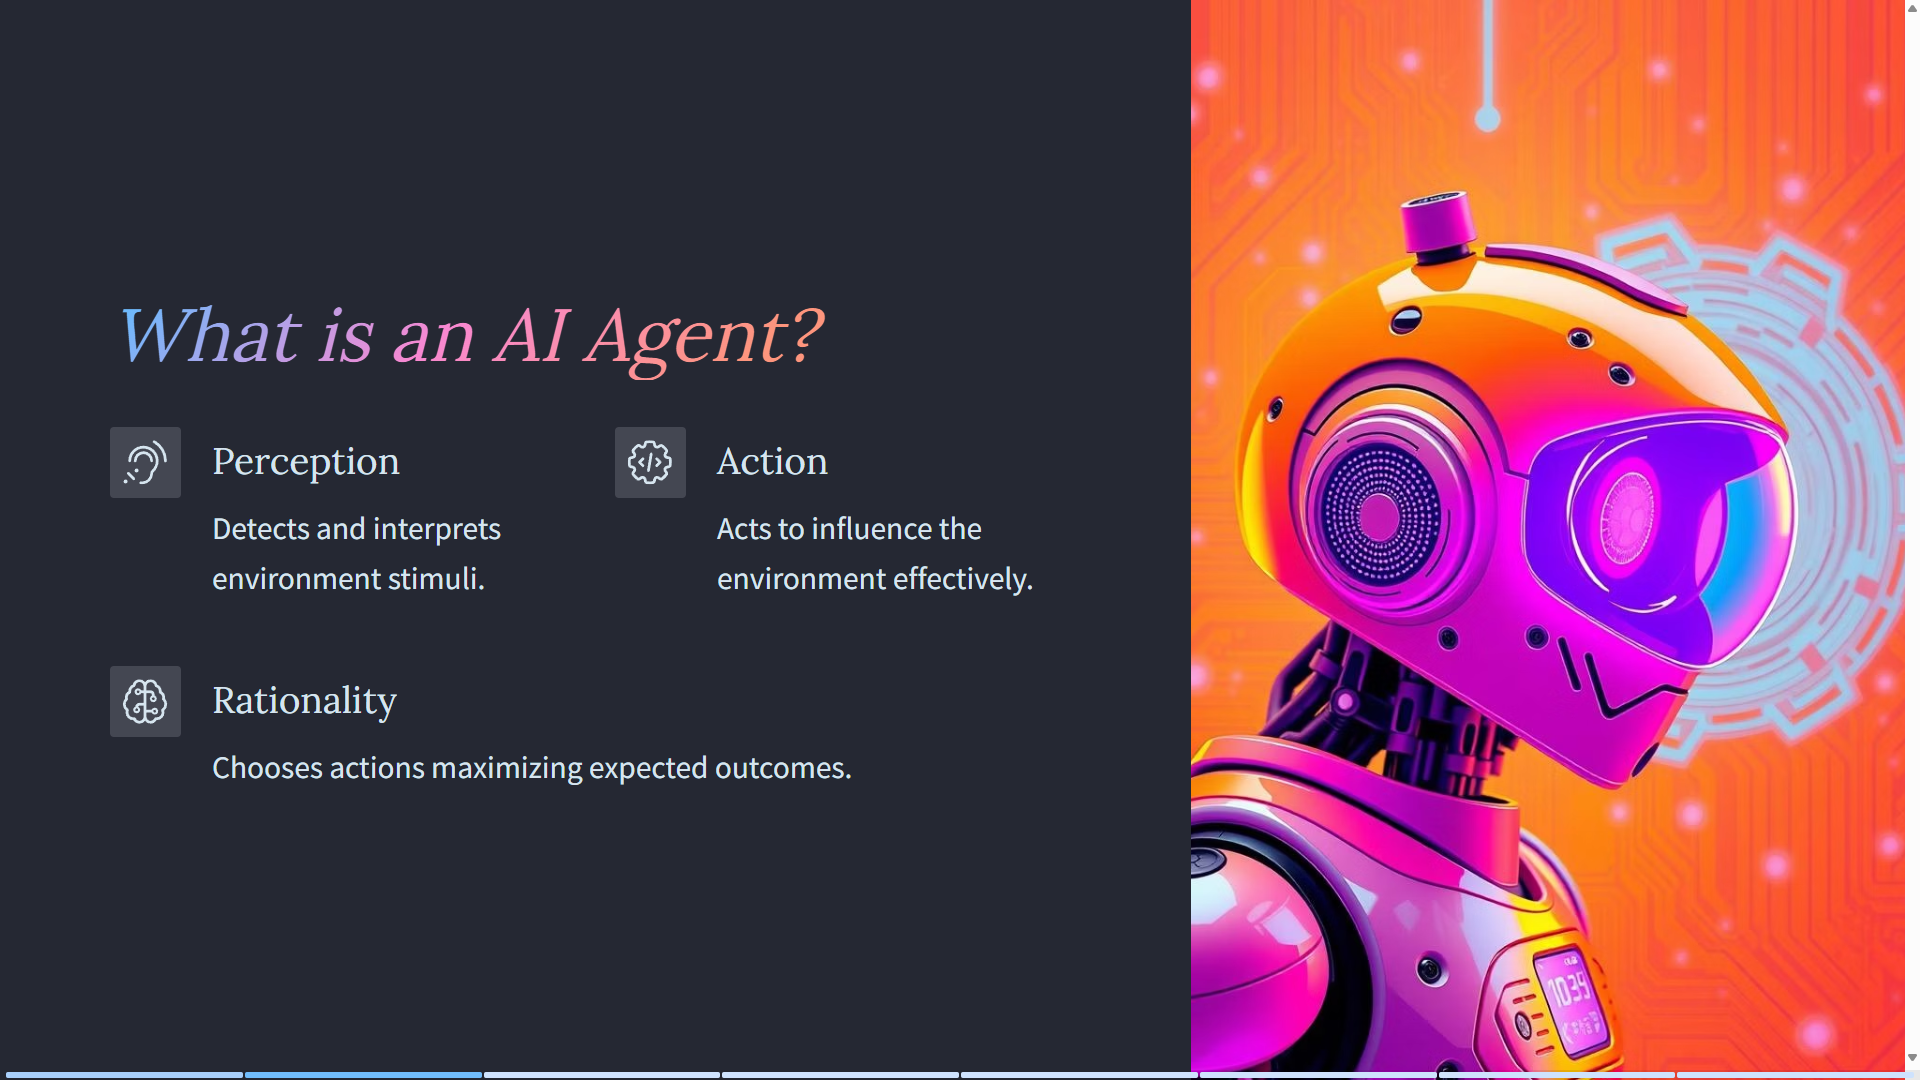 What is an AI Agent?
Perception
Detects and interprets
environment stimuli.
Action
Acts to influence the
environment effectively.
Rationality
Chooses actions maximizing expected outcomes.